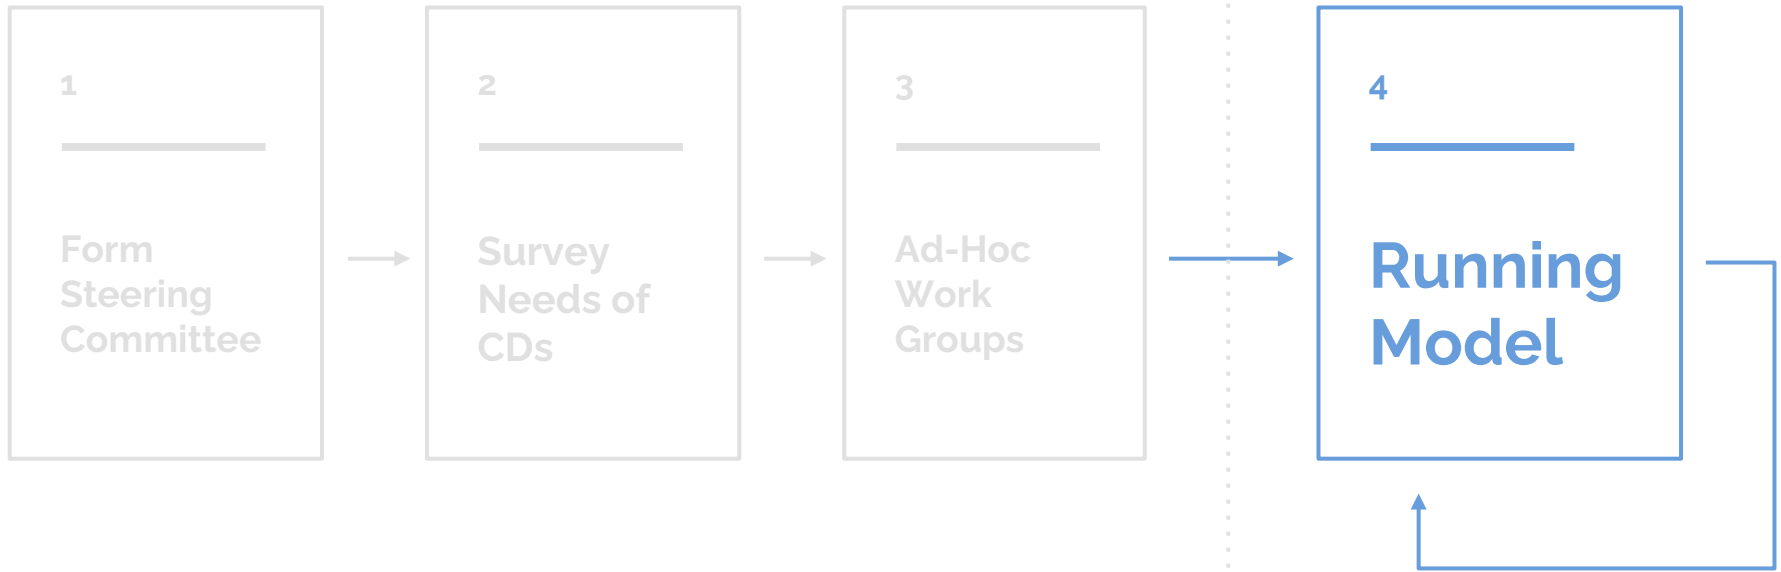 1
Form
Steering
Committee
2
Survey
Needs of
CDs
3
Ad-Hoc
Work
Groups
4
Running
Model